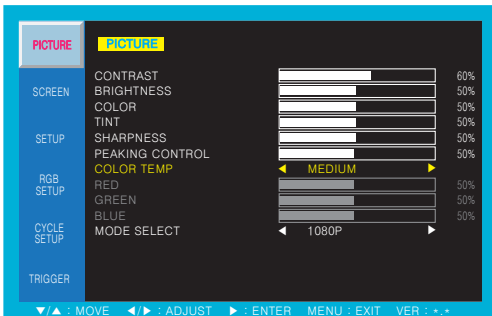 PICTURE
SCREEN
SETUP
RGB
SETUP
CYCLE
SETUP
TRIGGER
PICTURE
CONTRAST 60%
BRIGHTNESS 50%
COLOR 50%
TINT 50%
SHARPNESS 50%
PEAKING CONTROL 50%
COLOR TEMP ◀ MEDIUM ▶
RED 50%
GREEN 50%
BLUE 50%
MODE SELECT ◀ 1080P ▶
▼/▲ : MOVE ◀/▶ : ADJUST ▶ : ENTER MENU : EXIT VER : *.*